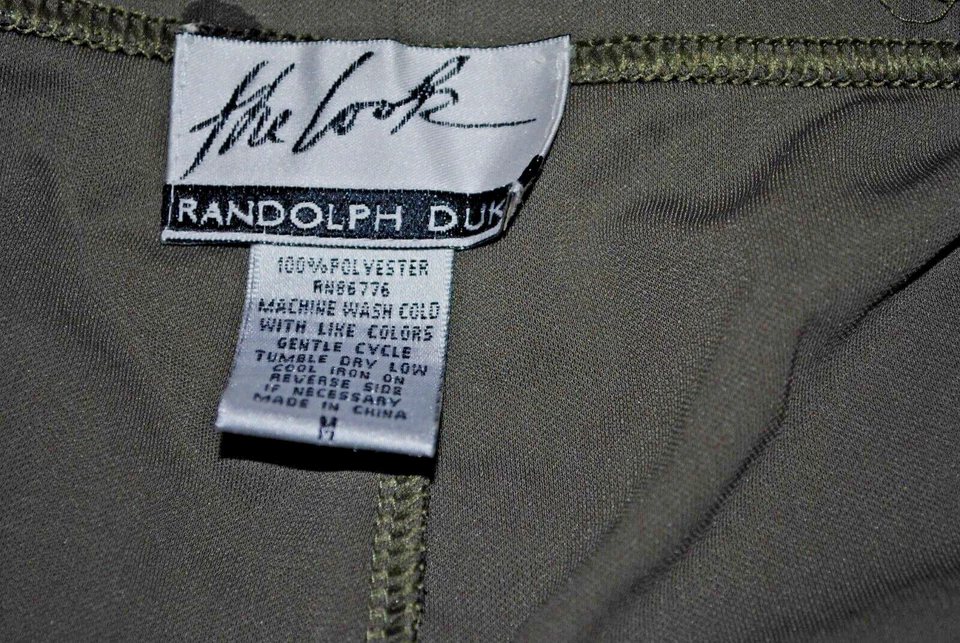 the look
RANDOLPH DUK
100% POLYESTER
RN86776
MACHINE WASH COLD
WITH LIKE COLORS
GENTLE CYCLE
TUMBLE DRY LOW
COOL IRON ON
REVERSE SIDE
IF NECESSARY
MADE IN CHINA
M